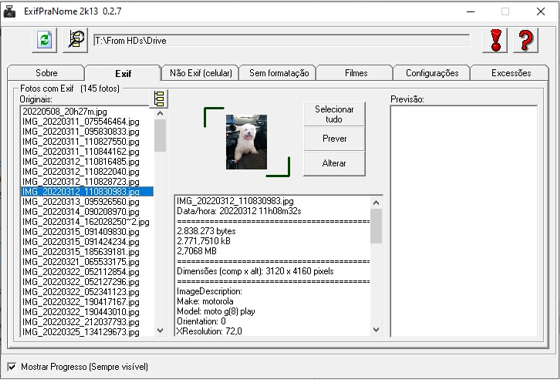 ExifPraNome 2k13 0.2.7
T:\From HDs\Drive
Sobre
Exif
Não Exif (celular)
Sem formatação
Filmes
Configurações
Excessões
Fotos com Exif (145 fotos)
Originais:
20220508_20h27m.jpg
IMG_20220311_075546464.jpg
IMG_20220311_095830833.jpg
IMG_20220311_110827550.jpg
IMG_20220311_110844162.jpg
IMG_20220312_110816485.jpg
IMG_20220312_110822040.jpg
IMG_20220312_110828723.jpg
IMG_20220312_110830983.jpg
IMG_20220313_095926560.jpg
IMG_20220314_090208970.jpg
IMG_20220314_162028250~2.jpg
IMG_20220315_091409830.jpg
IMG_20220315_091424234.jpg
IMG_20220315_185639181.jpg
IMG_20220321_065533175.jpg
IMG_20220322_052112854.jpg
IMG_20220322_052127296.jpg
IMG_20220322_052341123.jpg
IMG_20220322_190417167.jpg
IMG_20220322_190443010.jpg
IMG_20220322_212037793.jpg
IMG_20220325_134129673.jpg
Selecionar
tudo
Prever
Alterar
IMG_20220312_110830983.jpg
Data/hora: 20220312 11h08m32s
================================
2.838.273 bytes
2.771,7510 kB
2,7068 MB
================================
Dimensões (comp x alt): 3120 x 4160 pixels
================================
ImageDescription:
Make: motorola
Model: moto g(8) play
Orientation: 0
XResolution: 72,0
Previsão:
Mostrar Progresso (Sempre visível)